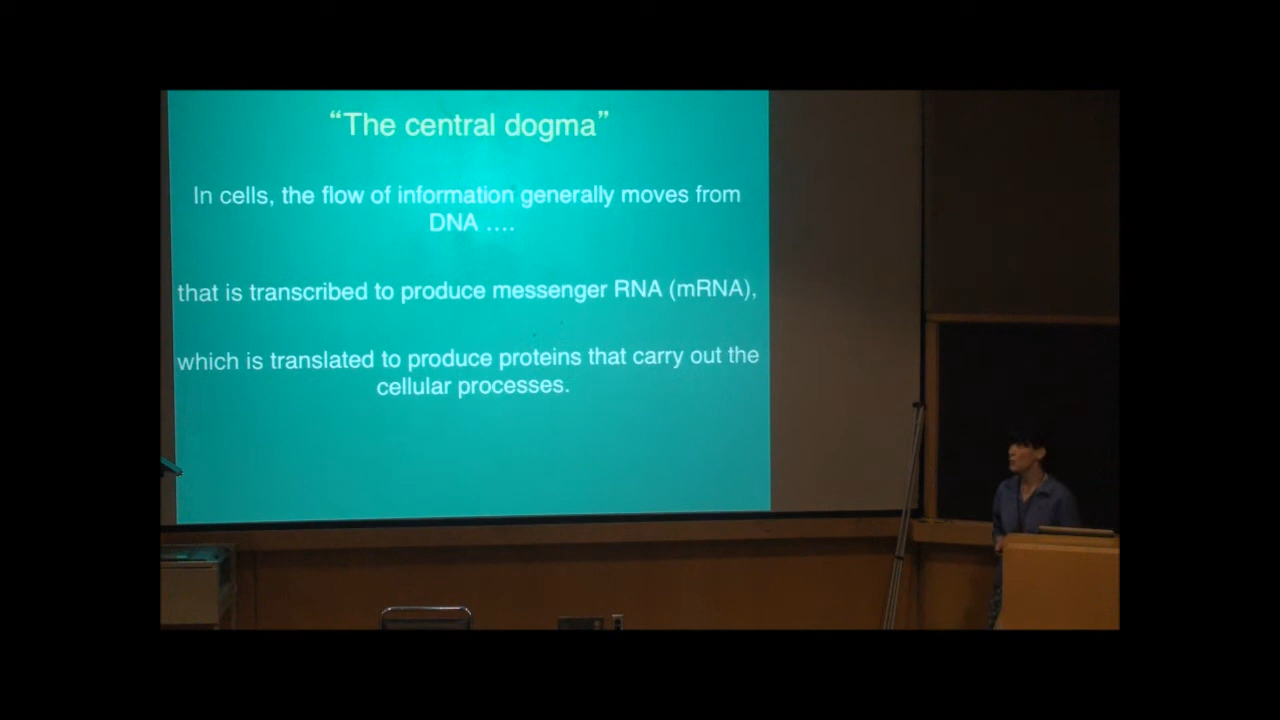 “The central dogma”
In cells, the flow of information generally moves from
DNA ....
that is transcribed to produce messenger RNA (mRNA),
which is translated to produce proteins that carry out the
cellular processes.